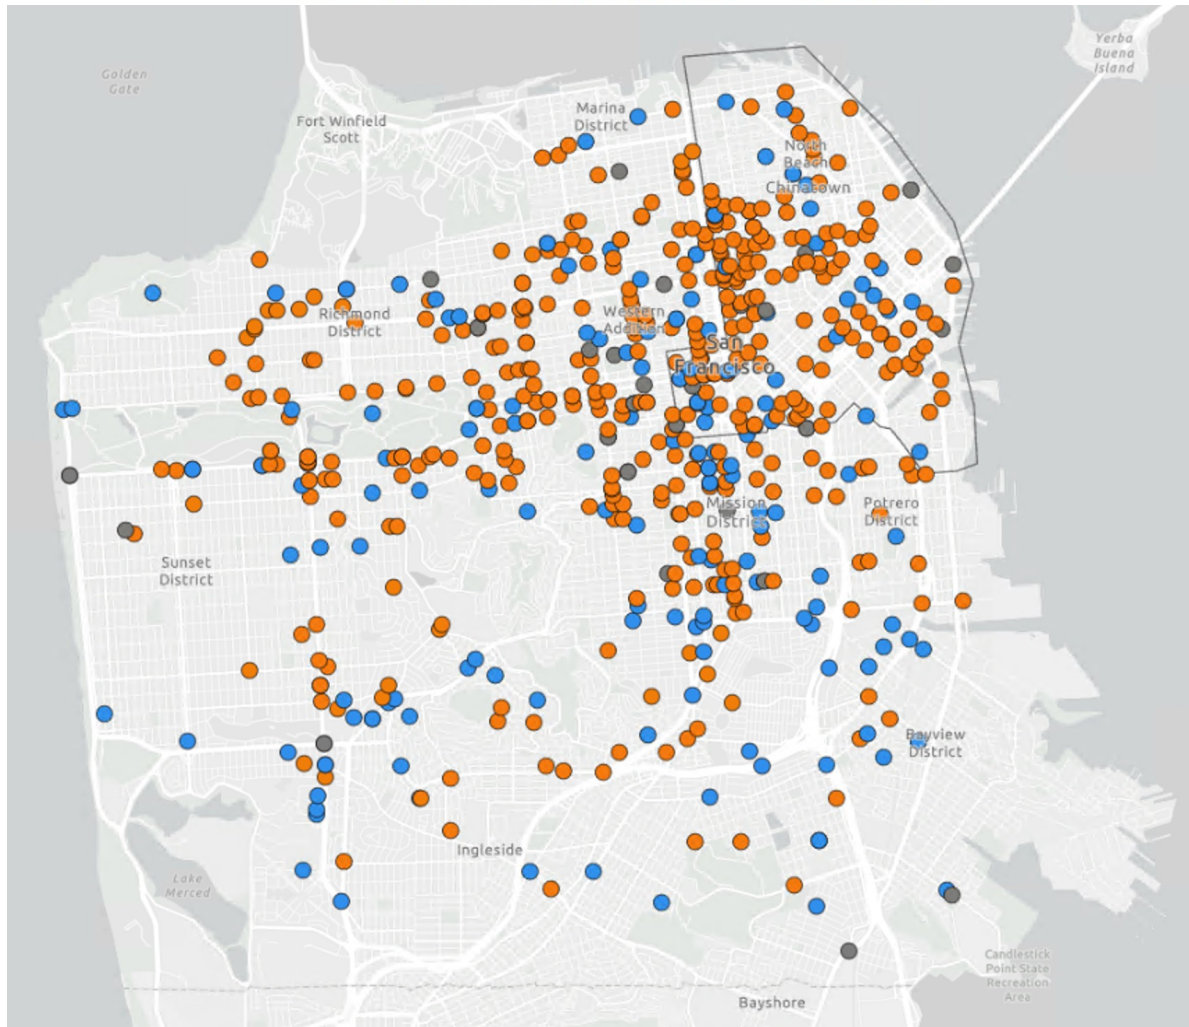 Yerba
Buena
Island
Golden
Gate
Marina
District
Fort Winfield
Scott
North
Beach
Chinatown
Richmond
District
Western
Addition
San
Francisco
Mission
District
Potrero
District
Sunset
District
Bayview
District
Ingleside
Lake
Merced
Candlestick
Point State
Recreation
Area
Bayshore